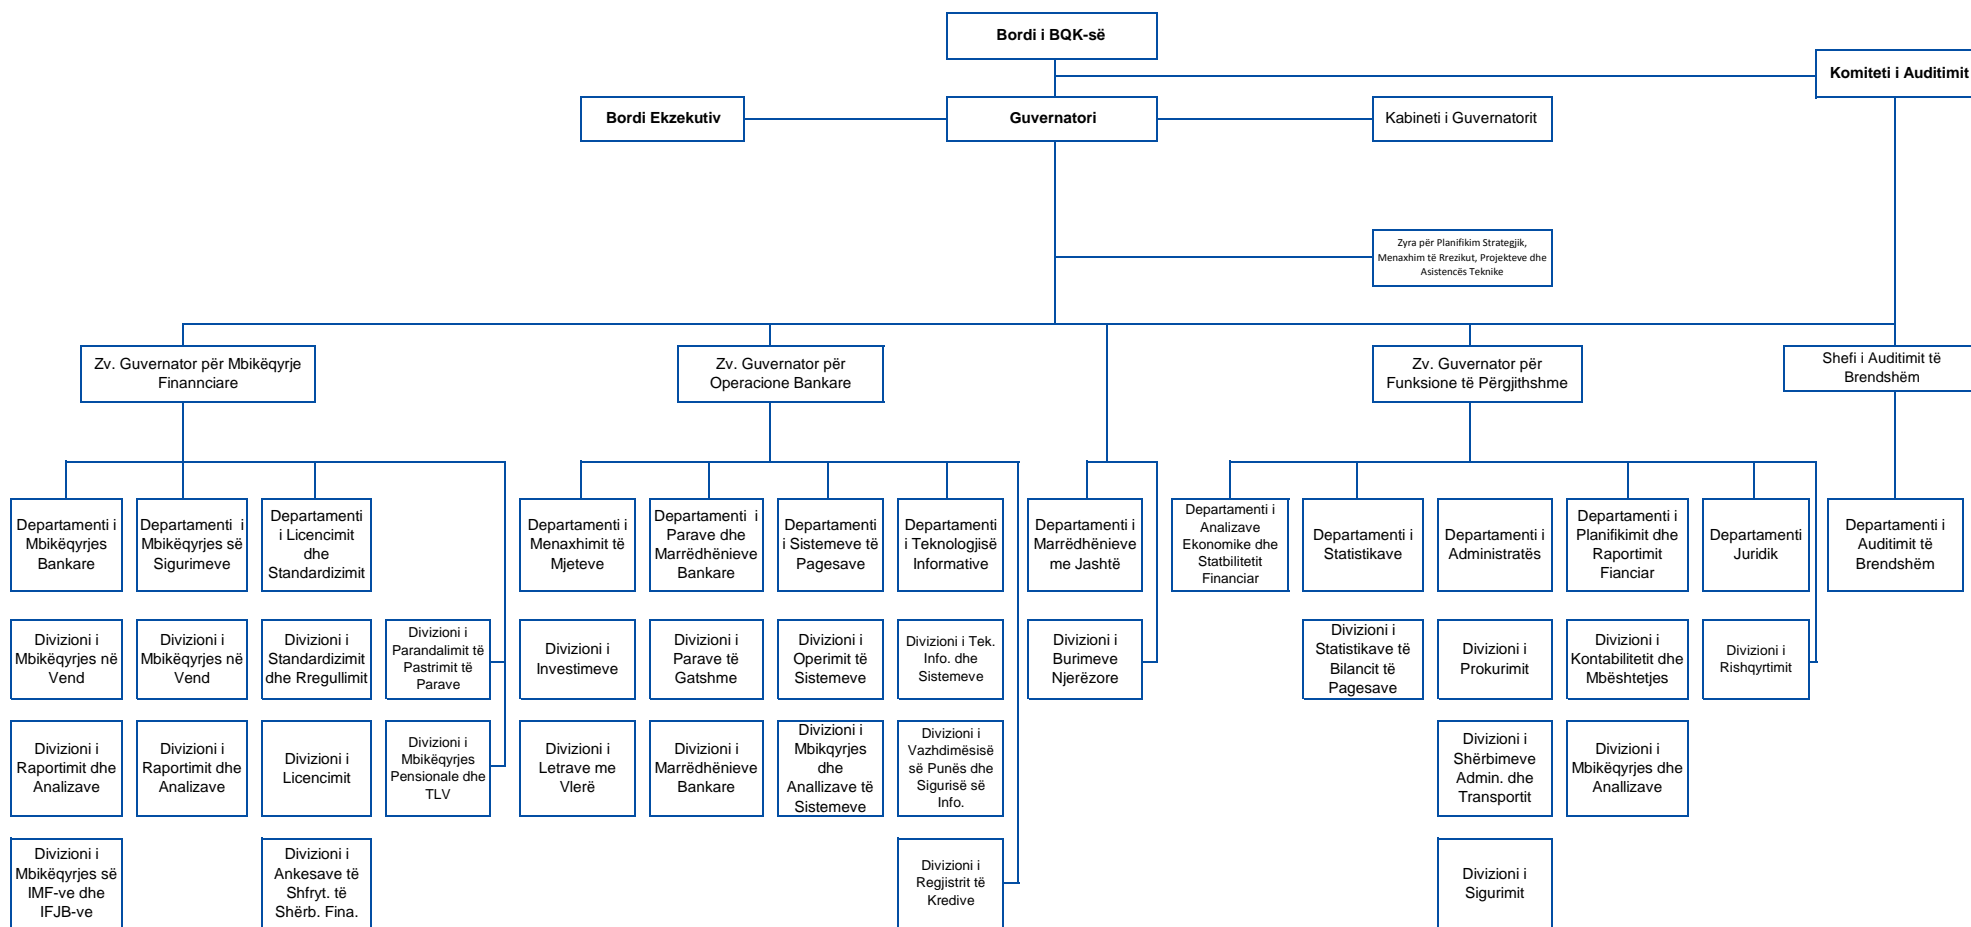 Bordi i BQK-së
Komiteti i Auditimit
Bordi Ekzekutiv
Guvernatori
Kabineti i Guvernatorit
Zyra për Planifikim Strategjik,
Menaxhim të Rrezikut, Projekteve dhe
Asistencës Teknike
Zv. Guvernator për Mbikëqyrje
Finannciare
Zv. Guvernator për
Operacione Bankare
Zv. Guvernator për
Funksione të Përgjithshme
Shefi i Auditimit të
Brendshëm
Departamenti i
Mbikëqyrjes
Bankare
Departamenti i
Mbikëqyrjes së
Sigurimeve
Departamenti
i Licencimit
dhe
Standardizimit
Departamenti i
Menaxhimit të
Mjeteve
Departamenti i
Parave dhe
Marrëdhënieve
Bankare
Departamenti
i Sistemeve të
Pagesave
Departamenti
i Teknologjisë
Informative
Departamenti i
Marrëdhënieve
me Jashtë
Departamenti i
Analizave
Ekonomike dhe
Statbilitetit
Financiar
Departamenti i
Statistikave
Departamenti i
Administratës
Departamenti i
Planifikimit dhe
Raportimit
Fianciar
Departamenti
Juridik
Departamenti i
Auditimit të
Brendshëm
Divizioni i
Mbikëqyrjes në
Vend
Divizioni i
Mbikëqyrjes në
Vend
Divizioni i
Standardizimit
dhe Rregullimit
Divizioni i
Parandalimit të
Pastrimit të
Parave
Divizioni i
Investimeve
Divizioni i
Parave të
Gatshme
Divizioni i
Operimit të
Sistemeve
Divizioni i Tek.
Info. dhe
Sistemeve
Divizioni i
Burimeve
Njerëzore
Divizioni i
Statistikave të
Bilancit të
Pagesave
Divizioni i
Prokurimit
Divizioni i
Kontabilitetit dhe
Mbështetjes
Divizioni i
Rishqyrtimit
Divizioni i
Raportimit dhe
Analizave
Divizioni i
Raportimit dhe
Analizave
Divizioni i
Licencimit
Divizioni i
Mbikëqyrjes
Pensionale dhe
TLV
Divizioni i
Letrave me
Vlerë
Divizioni i
Marrëdhënieve
Bankare
Divizioni i
Mbikqyrjes
dhe
Anallizave të
Sistemeve
Divizioni i
Vazhdimësisë
së Punës dhe
Sigurisë së
Info.
Divizioni i
Shërbimeve
Admin. dhe
Transportit
Divizioni i
Mbikëqyrjes dhe
Anallizave
Divizioni i
Mbikëqyrjes së
IMF-ve dhe
IFJB-ve
Divizioni i
Ankesave të
Shfryt. të
Shërb. Fina.
Divizioni i
Regjistrit të
Kredive
Divizioni i
Sigurimit